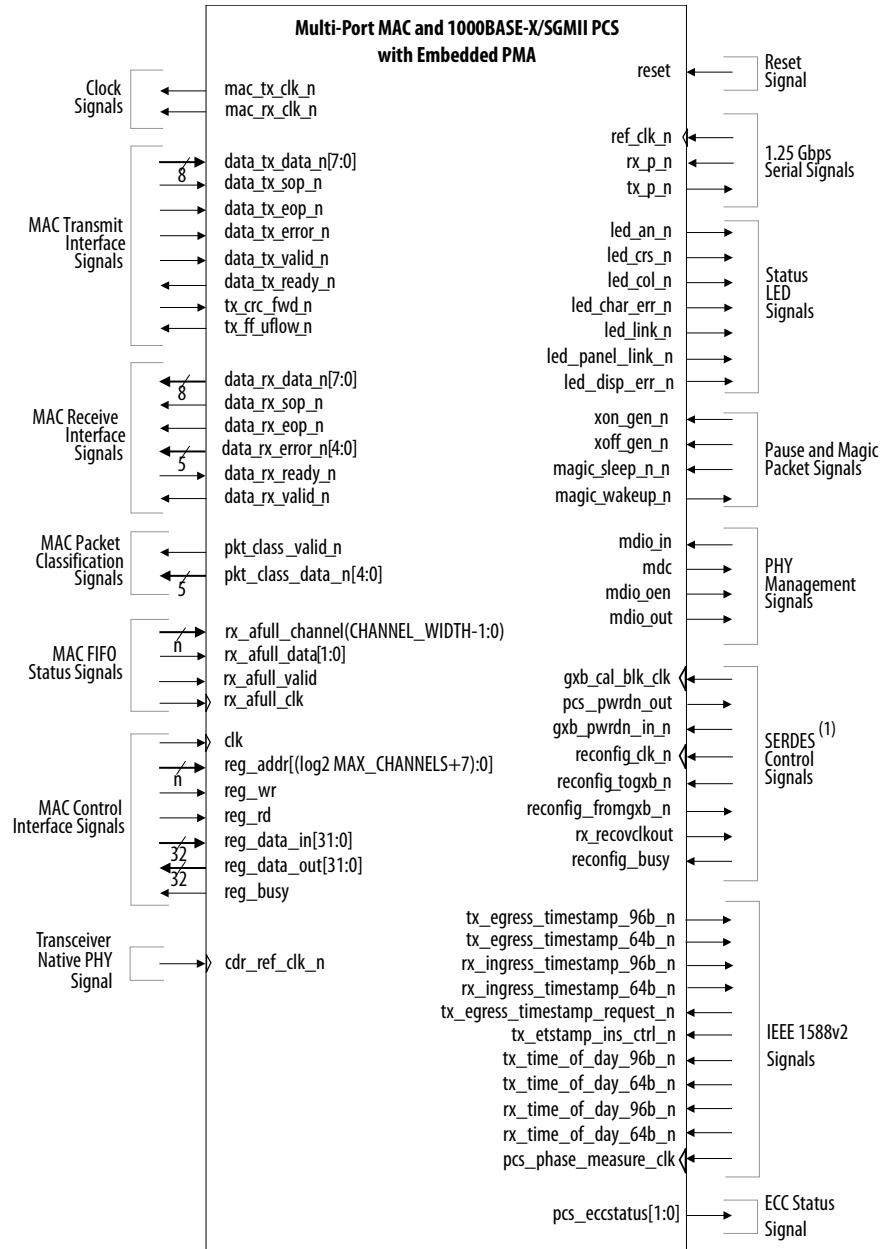 Multi-Port MAC and 1000BASE-X/SGMII PCS
with Embedded PMA
Clock
Signals
mac_tx_clk_n
mac_rx_clk_n
MAC Transmit
Interface
Signals
data_tx_data_n[7:0]
8
data_tx_sop_n
data_tx_eop_n
data_tx_error_n
data_tx_valid_n
data_tx_ready_n
tx_crc_fwd_n
tx_ff_uflow_n
MAC Receive
Interface
Signals
data_rx_data_n[7:0]
8
data_rx_sop_n
data_rx_eop_n
data_rx_error_n[4:0]
5
data_rx_ready_n
data_rx_valid_n
MAC Packet
Classification
Signals
pkt_class_valid_n
pkt_class_data_n[4:0]
5
MAC FIFO
Status Signals
rx_afull_channel(CHANNEL_WIDTH-1:0)
n
rx_afull_data[1:0]
rx_afull_valid
rx_afull_clk
MAC Control
Interface Signals
clk
reg_addr[(log2 MAX_CHANNELS+7):0]
n
reg_wr
reg_rd
reg_data_in[31:0]
32
reg_data_out[31:0]
32
reg_busy
Transceiver
Native PHY
Signal
cdr_ref_clk_n
reset
Reset
Signal
ref_clk_n
rx_p_n
tx_p_n
1.25 Gbps
Serial Signals
led_an_n
led_crs_n
led_col_n
led_char_err_n
led_link_n
led_panel_link_n
led_disp_err_n
Status
LED
Signals
xon_gen_n
xoff_gen_n
magic_sleep_n_n
magic_wakeup_n
Pause and Magic
Packet Signals
mdio_in
mdc
mdio_oen
mdio_out
PHY
Management
Signals
gxb_cal_blk_clk
pcs_pwrdn_out
gxb_pwrdn_in_n
reconfig_clk_n
reconfig_togxb_n
reconfig_fromgxb_n
rx_recovclkout
reconfig_busy
SERDES (1)
Control
Signals
tx_egress_timestamp_96b_n
tx_egress_timestamp_64b_n
rx_ingress_timestamp_96b_n
rx_ingress_timestamp_64b_n
tx_egress_timestamp_request_n
tx_etstamp_ins_ctrl_n
tx_time_of_day_96b_n
tx_time_of_day_64b_n
rx_time_of_day_96b_n
rx_time_of_day_64b_n
pcs_phase_measure_clk
IEEE 1588v2
Signals
pcs_eccstatus[1:0]
ECC Status
Signal